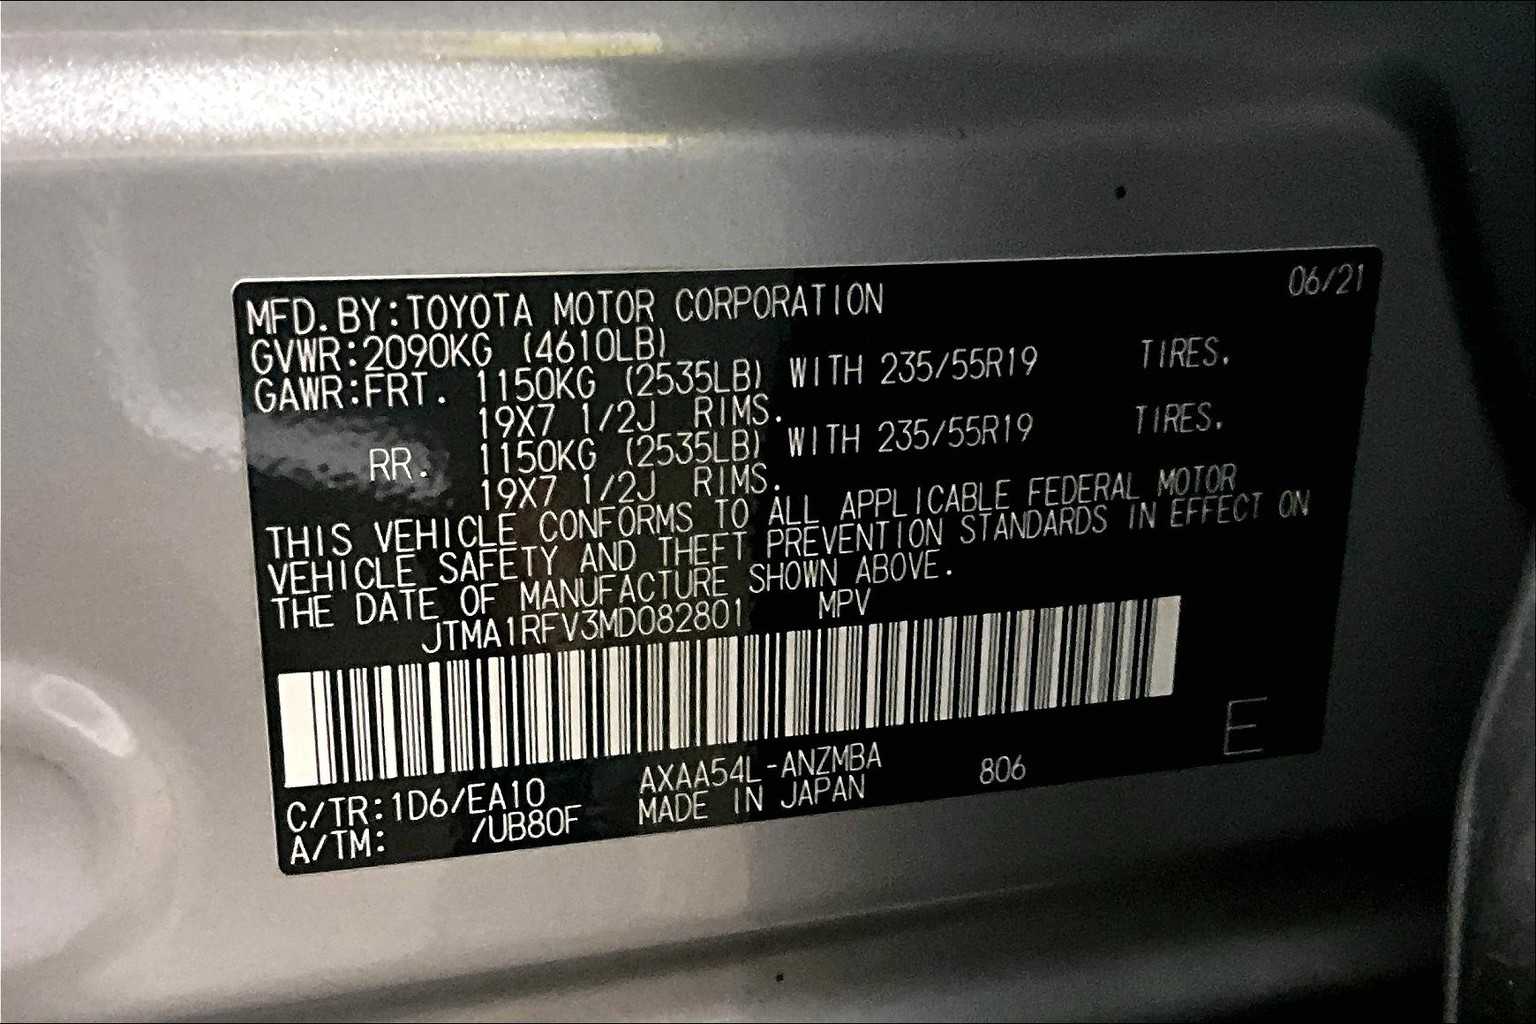 06/21
MFD.BY:TOYOTA MOTOR CORPORATION
GVWR:2090KG (4610LB)
GAWR:FRT. 1150KG (2535LB) WITH 235/55R19 TIRES.
19X7 1/2J RIMS.
RR. 1150KG (2535LB) WITH 235/55R19 TIRES.
19X7 1/2J RIMS.
THIS VEHICLE CONFORMS TO ALL APPLICABLE FEDERAL MOTOR
VEHICLE SAFETY AND THEFT PREVENTION STANDARDS IN EFFECT ON
THE DATE OF MANUFACTURE SHOWN ABOVE.
JTMA1RFV3MD082801 MPV
E
C/TR:1D6/EA10 AXAA54L-ANZMBA 806
A/TM: /UB80F MADE IN JAPAN